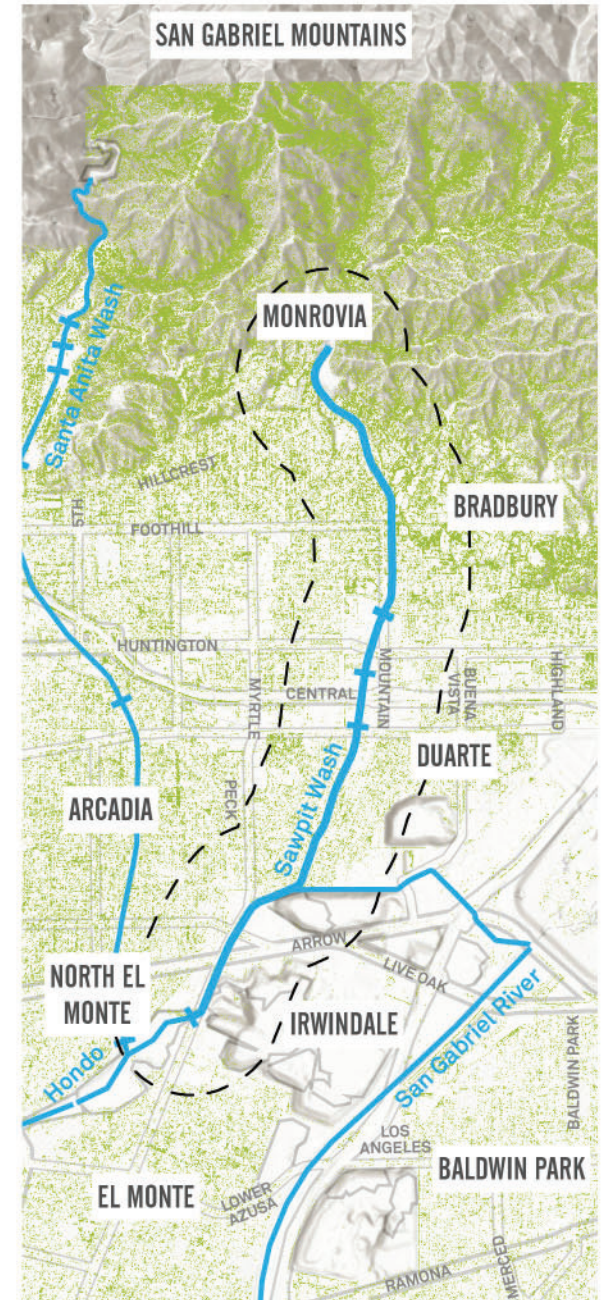 SAN GABRIEL MOUNTAINS
Santa Anita Wash
MONROVIA
HILLCREST
5TH
BRADBURY
FOOTHILL
HUNTINGTON
MYRTLE
CENTRAL
MOUNTAIN
BUENA
VISTA
HIGHLAND
DUARTE
PECK
Sawpit Wash
ARCADIA
ARROW
LIVE OAK
NORTH EL
MONTE
IRWINDALE
Hondo
San Gabriel River
BALDWIN PARK
LOS
ANGELES
BALDWIN PARK
EL MONTE
LOWER
AZUSA
MERCED
RAMONA